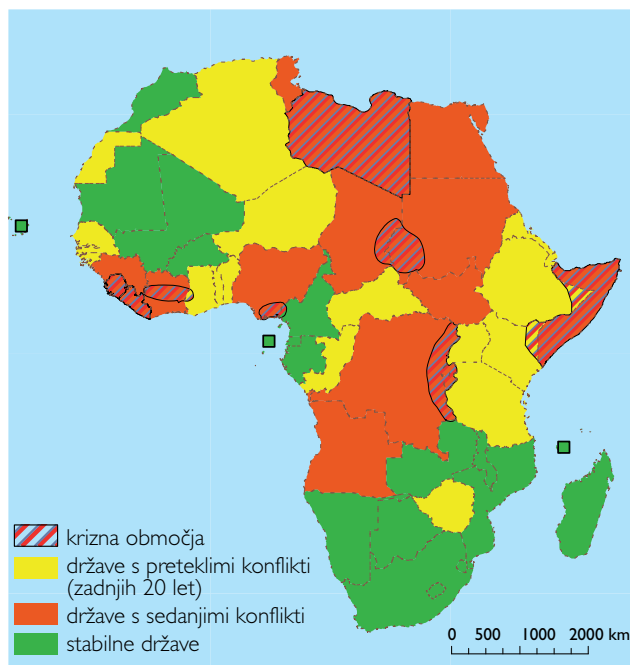 krizna območja
države s preteklimi konflikti
(zadnjih 20 let)
države s sedanjimi konflikti
stabilne države
0 500 1000 2000 km